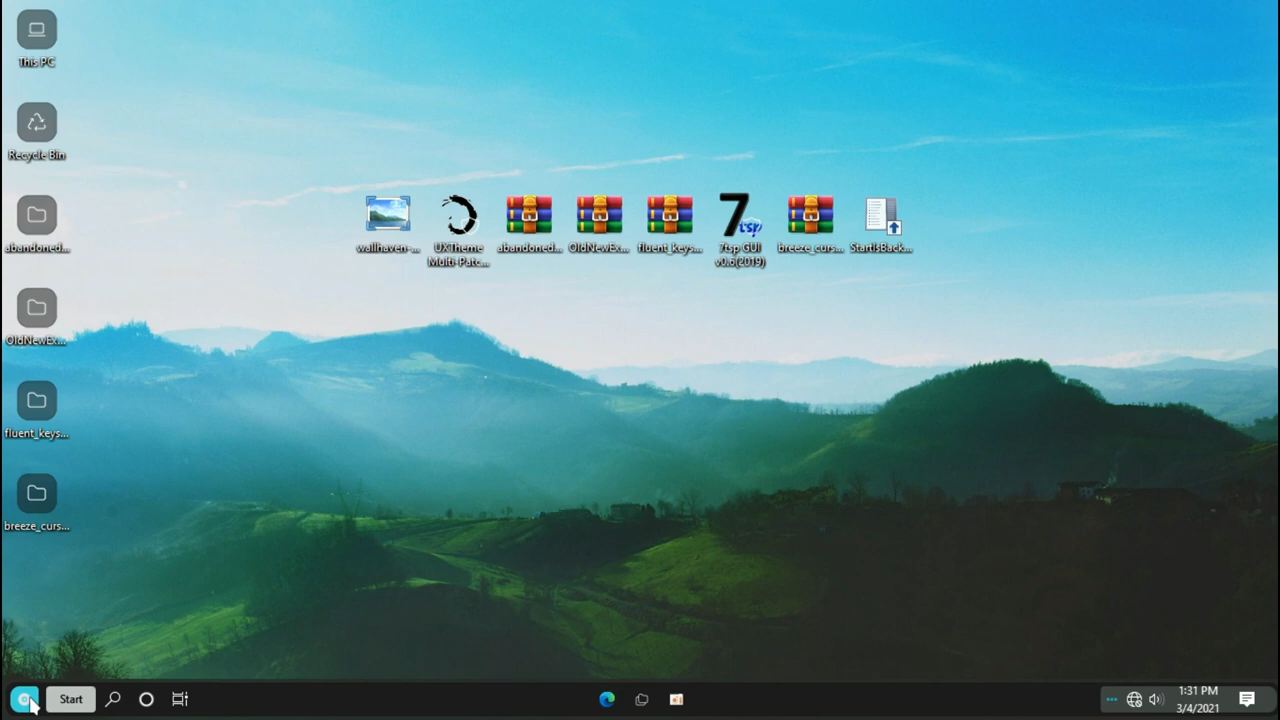 This PC
Recycle Bin
abandoned...
OldNewEx...
fluent_keys...
breeze_curs...
wallhaven-...
UXTheme
Multi-Patc...
abandoned...
OldNewEx...
fluent_keys...
7
tsp
7tsp GUI
v0.6(2019)
breeze_curs...
StartIsBack...
Start
1:31 PM
3/4/2021